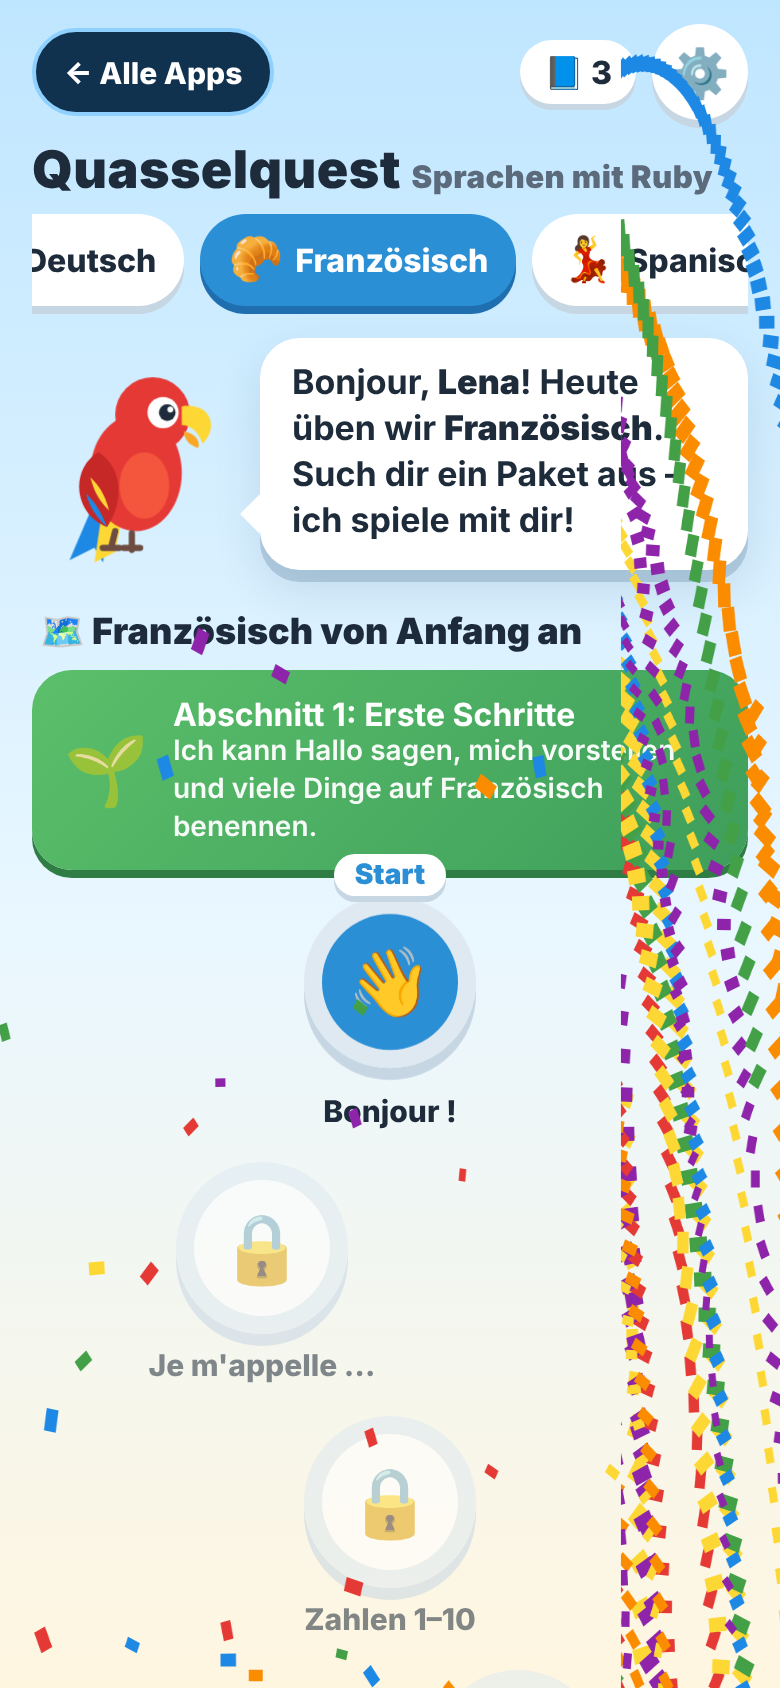 ← Alle Apps
3
Quasselquest Sprachen mit Ruby
Deutsch
Französisch
Spanisc
Bonjour, Lena! Heute
üben wir Französisch.
Such dir ein Paket aus –
ich spiele mit dir!
Französisch von Anfang an
Abschnitt 1: Erste Schritte
Ich kann Hallo sagen, mich vorstellen
und viele Dinge auf Französisch
benennen.
Start
Bonjour !
Je m'appelle …
Zahlen 1–10